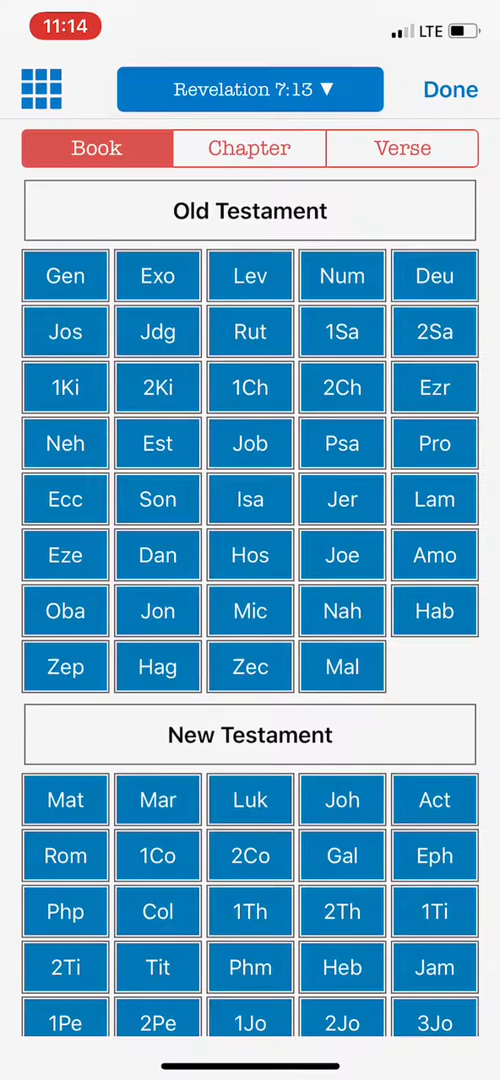 11:14 LTE
Revelation 7:13 ▼ Done
Book Chapter Verse
Old Testament
Gen Exo Lev Num Deu
Jos Jdg Rut 1Sa 2Sa
1Ki 2Ki 1Ch 2Ch Ezr
Neh Est Job Psa Pro
Ecc Son Isa Jer Lam
Eze Dan Hos Joe Amo
Oba Jon Mic Nah Hab
Zep Hag Zec Mal
New Testament
Mat Mar Luk Joh Act
Rom 1Co 2Co Gal Eph
Php Col 1Th 2Th 1Ti
2Ti Tit Phm Heb Jam
1Pe 2Pe 1Jo 2Jo 3Jo